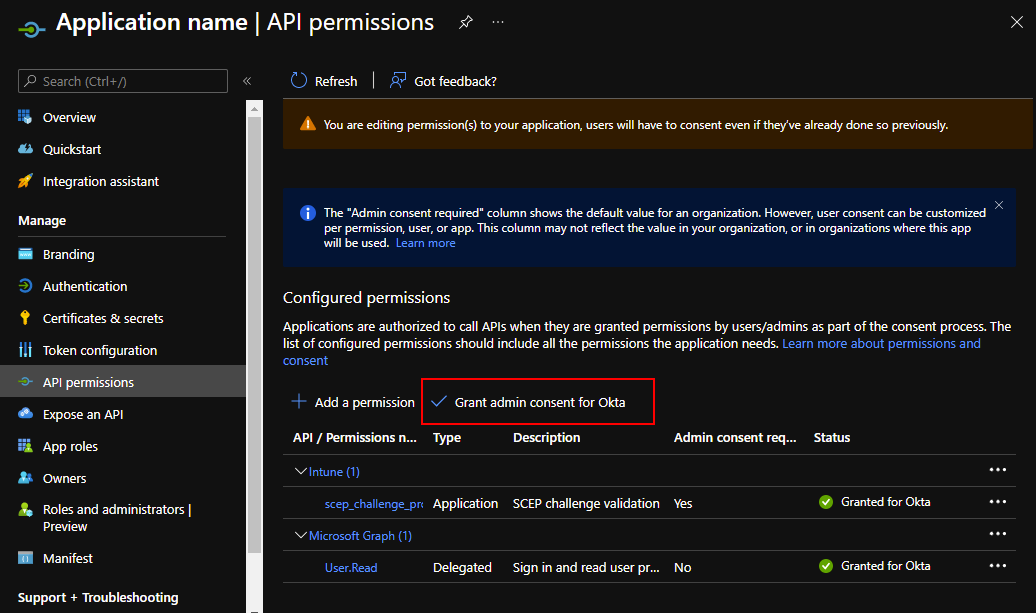 Application name | API permissions
Search (Ctrl+/)
Overview
Quickstart
Integration assistant
Manage
Branding
Authentication
Certificates & secrets
Token configuration
API permissions
Expose an API
App roles
Owners
Roles and administrators |
Preview
Manifest
Support + Troubleshooting
Refresh | Got feedback?
You are editing permission(s) to your application, users will have to consent even if they've already done so previously.
The "Admin consent required" column shows the default value for an organization. However, user consent can be customized
per permission, user, or app. This column may not reflect the value in your organization, or in organizations where this app
will be used. Learn more
Configured permissions
Applications are authorized to call APIs when they are granted permissions by users/admins as part of the consent process. The
list of configured permissions should include all the permissions the application needs. Learn more about permissions and
consent
Add a permission Grant admin consent for Okta
API / Permissions n... Type Description Admin consent req... Status
Intune (1)
scep_challenge_pro Application SCEP challenge validation Yes Granted for Okta
Microsoft Graph (1)
User.Read Delegated Sign in and read user pr... No Granted for Okta